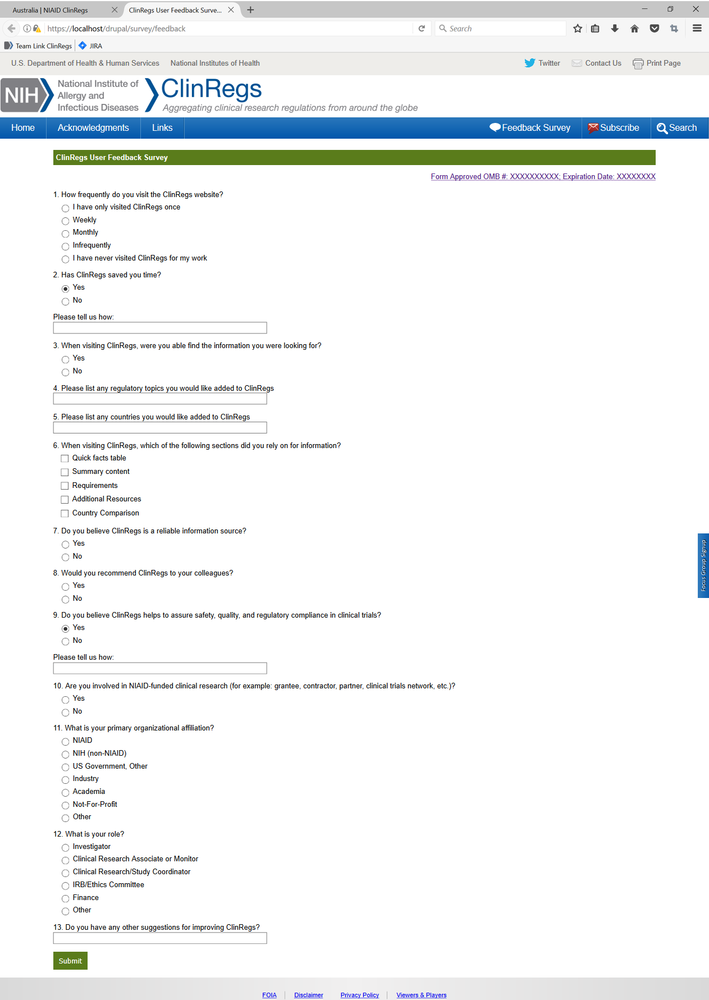 Australia | NIAID ClinRegs
ClinRegs User Feedback Surve...
https://localhost/drupal/survey/feedback
Search
Team Link ClinRegs
JIRA
U.S. Department of Health & Human Services National Institutes of Health
Twitter Contact Us Print Page
NIH
National Institute of
Allergy and
Infectious Diseases
ClinRegs
Aggregating clinical research regulations from around the globe
Home Acknowledgments Links Feedback Survey Subscribe Search
ClinRegs User Feedback Survey
Form Approved OMB #: XXXXXXXXXX; Expiration Date: XXXXXXXX
1. How frequently do you visit the ClinRegs website?
I have only visited ClinRegs once
Weekly
Monthly
Infrequently
I have never visited ClinRegs for my work
2. Has ClinRegs saved you time?
Yes
No
Please tell us how:
3. When visiting ClinRegs, were you able find the information you were looking for?
Yes
No
4. Please list any regulatory topics you would like added to ClinRegs
5. Please list any countries you would like added to ClinRegs
6. When visiting ClinRegs, which of the following sections did you rely on for information?
Quick facts table
Summary content
Requirements
Additional Resources
Country Comparison
7. Do you believe ClinRegs is a reliable information source?
Yes
No
8. Would you recommend ClinRegs to your colleagues?
Yes
No
Focus Group Signup
9. Do you believe ClinRegs helps to assure safety, quality, and regulatory compliance in clinical trials?
Yes
No
Please tell us how:
10. Are you involved in NIAID-funded clinical research (for example: grantee, contractor, partner, clinical trials network, etc.)?
Yes
No
11. What is your primary organizational affiliation?
NIAID
NIH (non-NIAID)
US Government, Other
Industry
Academia
Not-For-Profit
Other
12. What is your role?
Investigator
Clinical Research Associate or Monitor
Clinical Research/Study Coordinator
IRB/Ethics Committee
Finance
Other
13. Do you have any other suggestions for improving ClinRegs?
Submit
FOIA Disclaimer Privacy Policy Viewers & Players